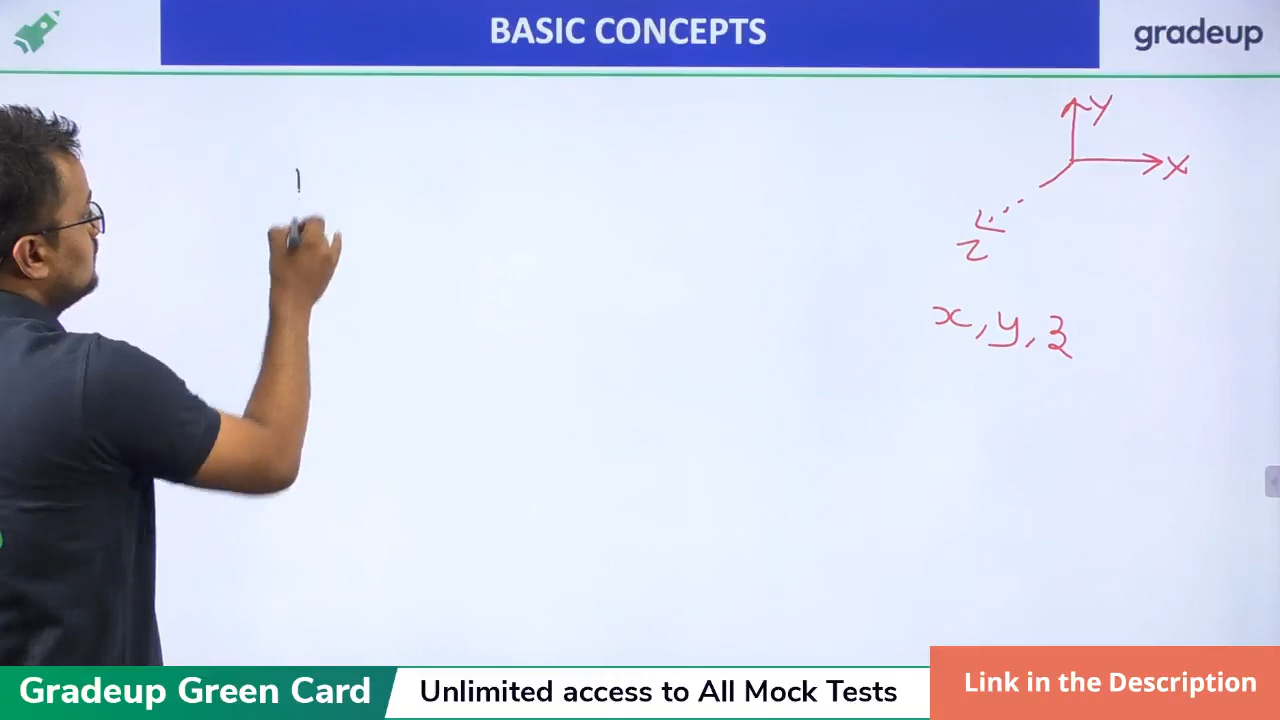 BASIC CONCEPTS
gradeup
Y
X
Z
x, y, z
Gradeup Green Card
Unlimited access to All Mock Tests
Link in the Description